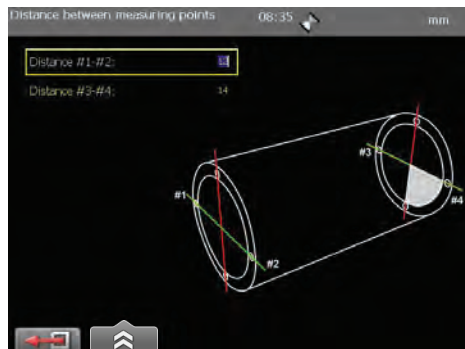 Distance between measuring points 08:35 mm
Distance #1-#2:
Distance #3-#4: 14
#3
#1
#4
#2